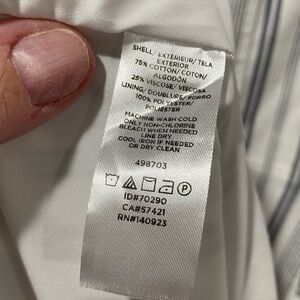 SHELL, EXTÉRIEUR/ TELA
EXTERIOR
75% COTTON/ COTON/
ALGODÓN
25% VISCOSE/ VISCOSA
LINING/ DOUBLURE/ FORRO
100% POLYESTER/
POLIESTER
MACHINE WASH COLD
ONLY NON-CHLORINE
BLEACH WHEN NEEDED
LINE DRY
COOL IRON IF NEEDED
OR DRY CLEAN
498703
P
ID#70290
CA#57421
RN#140923